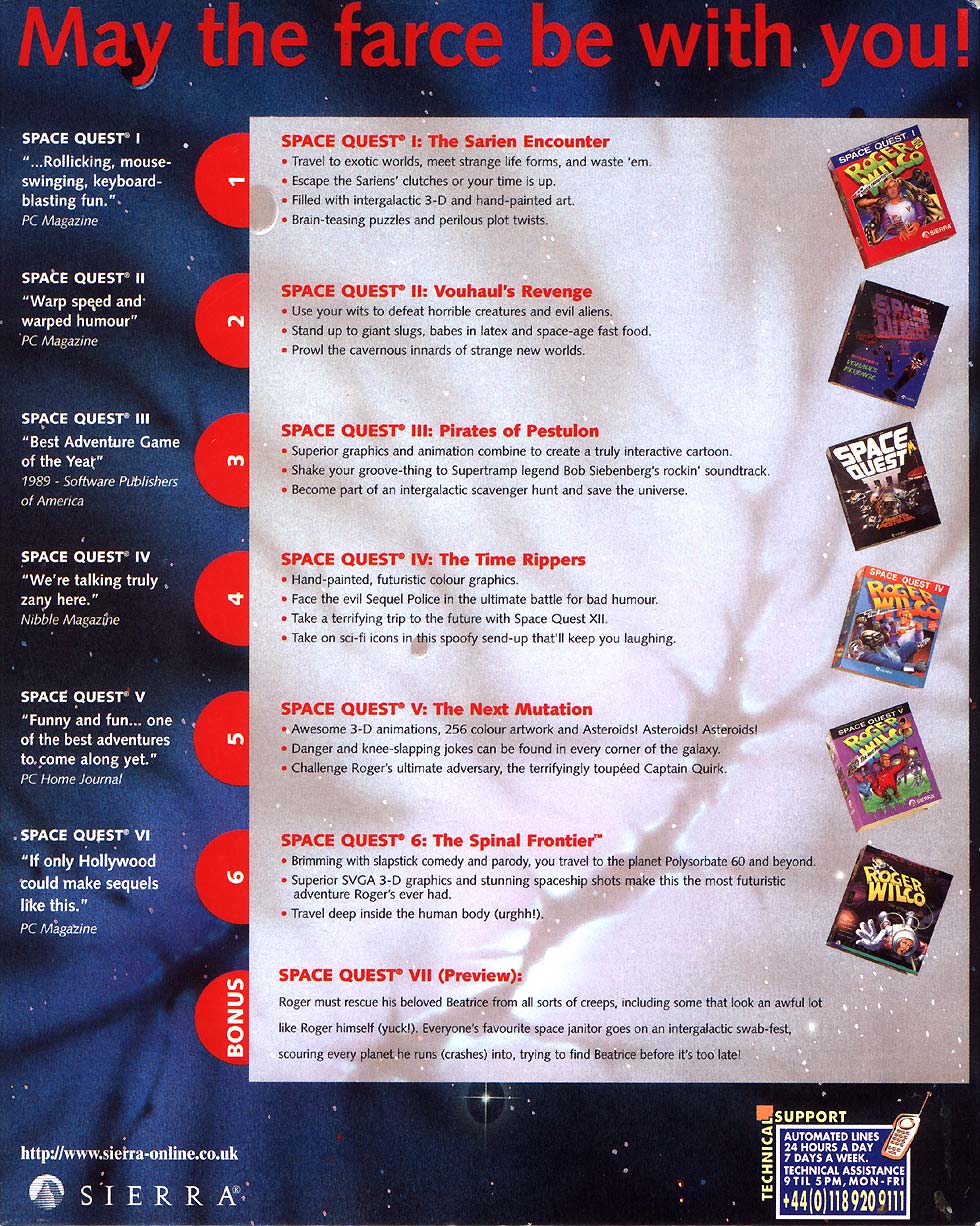 May the farce be with you!
SPACE QUEST® I
"...Rollicking, mouse-
swinging, keyboard-
blasting fun."
PC Magazine
1
SPACE QUEST® I: The Sarien Encounter
• Travel to exotic worlds, meet strange life forms, and waste 'em.
• Escape the Sariens' clutches or your time is up.
• Filled with intergalactic 3-D and hand-painted art.
• Brain-teasing puzzles and perilous plot twists.
SPACE QUEST I
ROGER
WILCO
SIERRA
SPACE QUEST® II
"Warp speed and
warped humour"
PC Magazine
2
SPACE QUEST® II: Vouhaul's Revenge
• Use your wits to defeat horrible creatures and evil aliens.
• Stand up to giant slugs, babes in latex and space-age fast food.
• Prowl the cavernous innards of strange new worlds.
SPACE
QUEST
II
VOHAUL'S
REVENGE
SPACE QUEST® III
"Best Adventure Game
of the Year"
1989 - Software Publishers
of America
3
SPACE QUEST® III: Pirates of Pestulon
• Superior graphics and animation combine to create a truly interactive cartoon.
• Shake your groove-thing to Supertramp legend Bob Siebenberg's rockin' soundtrack.
• Become part of an intergalactic scavenger hunt and save the universe.
SPACE
QUEST
III
SPACE QUEST® IV
"We're talking truly
zany here."
Nibble Magazine
4
SPACE QUEST® IV: The Time Rippers
• Hand-painted, futuristic colour graphics.
• Face the evil Sequel Police in the ultimate battle for bad humour.
• Take a terrifying trip to the future with Space Quest XII.
• Take on sci-fi icons in this spoofy send-up that'll keep you laughing.
SPACE QUEST IV
ROGER
WILCO
SPACE QUEST® V
"Funny and fun... one
of the best adventures
to come along yet."
PC Home Journal
5
SPACE QUEST® V: The Next Mutation
• Awesome 3-D animations, 256 colour artwork and Asteroids! Asteroids! Asteroids!
• Danger and knee-slapping jokes can be found in every corner of the galaxy.
• Challenge Roger's ultimate adversary, the terrifyingly toupéed Captain Quirk.
SPACE QUEST V
ROGER
WILCO
SIERRA
SPACE QUEST® VI
"If only Hollywood
could make sequels
like this."
PC Magazine
6
SPACE QUEST® 6: The Spinal Frontier™
• Brimming with slapstick comedy and parody, you travel to the planet Polysorbate 60 and beyond.
• Superior SVGA 3-D graphics and stunning spaceship shots make this the most futuristic
adventure Roger's ever had.
• Travel deep inside the human body (urghh!).
ROGER
WILCO
BONUS
SPACE QUEST® VII (Preview):
Roger must rescue his beloved Beatrice from all sorts of creeps, including some that look an awful lot
like Roger himself (yuck!). Everyone's favourite space janitor goes on an intergalactic swab-fest,
scouring every planet he runs (crashes) into, trying to find Beatrice before it's too late!
http://www.sierra-online.co.uk
SIERRA®
TECHNICAL
SUPPORT
AUTOMATED LINES
24 HOURS A DAY
7 DAYS A WEEK.
TECHNICAL ASSISTANCE
9 TIL 5 PM, MON - FRI
+44(0)118 920 9111